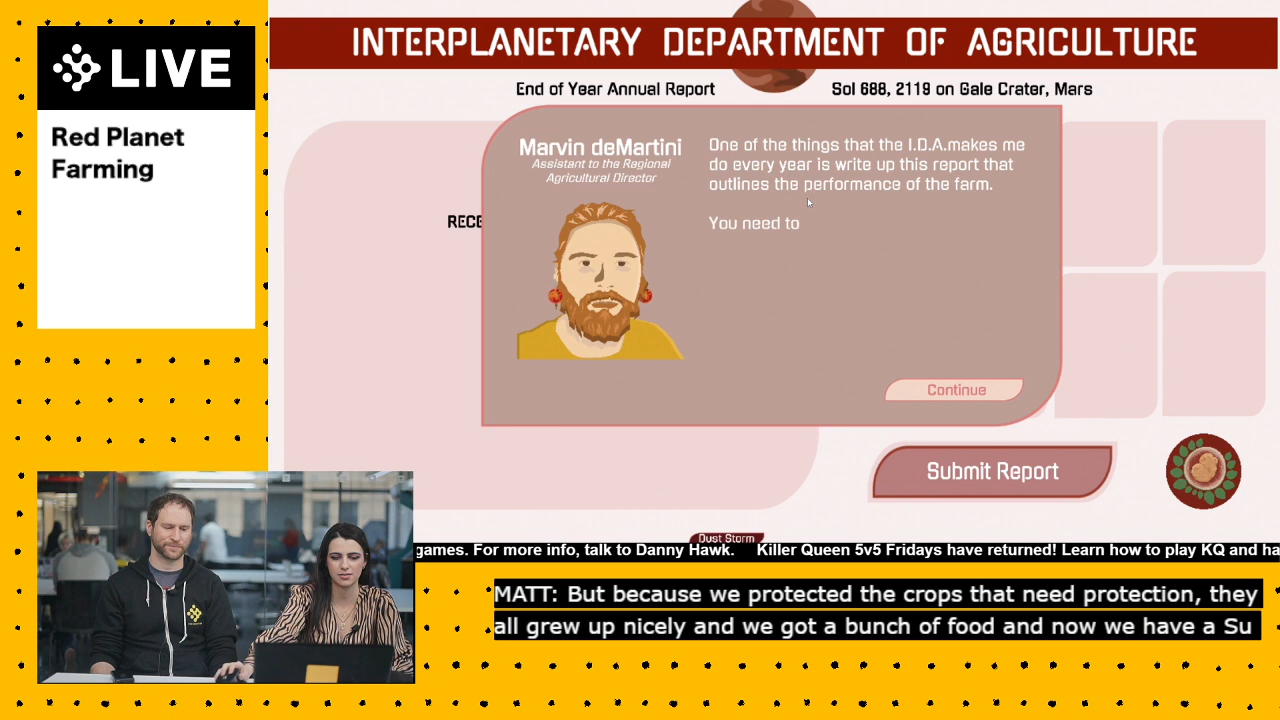 LIVE
Red Planet
Farming
INTERPLANETARY DEPARTMENT OF AGRICULTURE
End of Year Annual Report
Sol 688, 2119 on Gale Crater, Mars
Marvin deMartini
Assistant to the Regional
Agricultural Director
One of the things that the I.D.A.makes me
do every year is write up this report that
outlines the performance of the farm.
You need to
RECE
Continue
Submit Report
Dust Storm
games. For more info, talk to Danny Hawk. Killer Queen 5v5 Fridays have returned! Learn how to play KQ and ha
MATT: But because we protected the crops that need protection, they
all grew up nicely and we got a bunch of food and now we have a Su